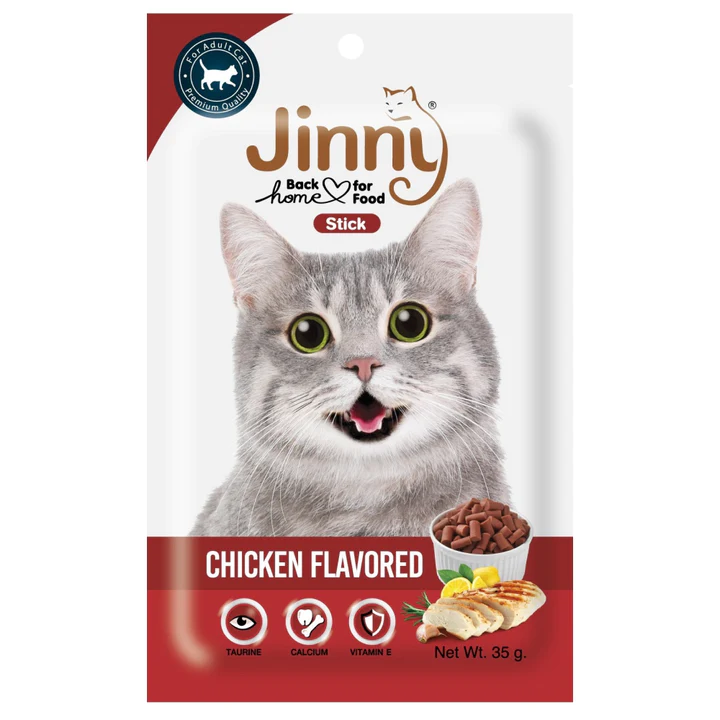 For Adult Cat
Premium Quality
Jinny®
Back home for Food
Stick
CHICKEN FLAVORED
TAURINE
CALCIUM
VITAMIN E
Net Wt. 35 g.